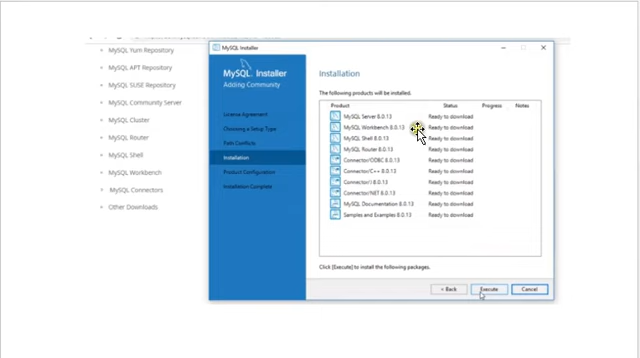 MySQL Yum Repository
MySQL APT Repository
MySQL SUSE Repository
MySQL Community Server
MySQL Cluster
MySQL Router
MySQL Shell
MySQL Workbench
MySQL Connectors
Other Downloads
MySQL Installer
MySQL. Installer
Adding Community
License Agreement
Choosing a Setup Type
Path Conflicts
Installation
Product Configuration
Installation Complete
Installation
The following products will be installed.
Product Status Progress Notes
MySQL Server 8.0.13 Ready to download
MySQL Workbench 8.0.13 Ready to download
MySQL Shell 8.0.13 Ready to download
MySQL Router 8.0.13 Ready to download
Connector/ODBC 8.0.13 Ready to download
Connector/C++ 8.0.13 Ready to download
Connector/J 8.0.13 Ready to download
Connector/NET 8.0.13 Ready to download
MySQL Documentation 8.0.13 Ready to download
Samples and Examples 8.0.13 Ready to download
Click [Execute] to install the following packages.
< Back Execute Cancel